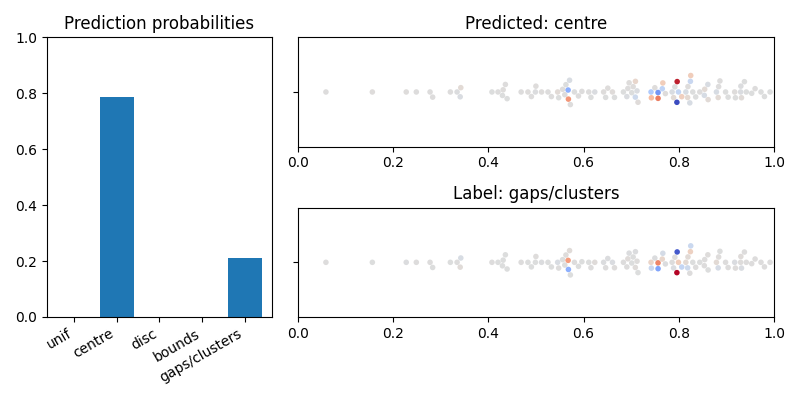 Prediction probabilities
1.0
0.8
0.6
0.4
0.2
0.0
unif
centre
disc
bounds
gaps/clusters
Predicted: centre
0.0 0.2 0.4 0.6 0.8 1.0
Label: gaps/clusters
0.0 0.2 0.4 0.6 0.8 1.0